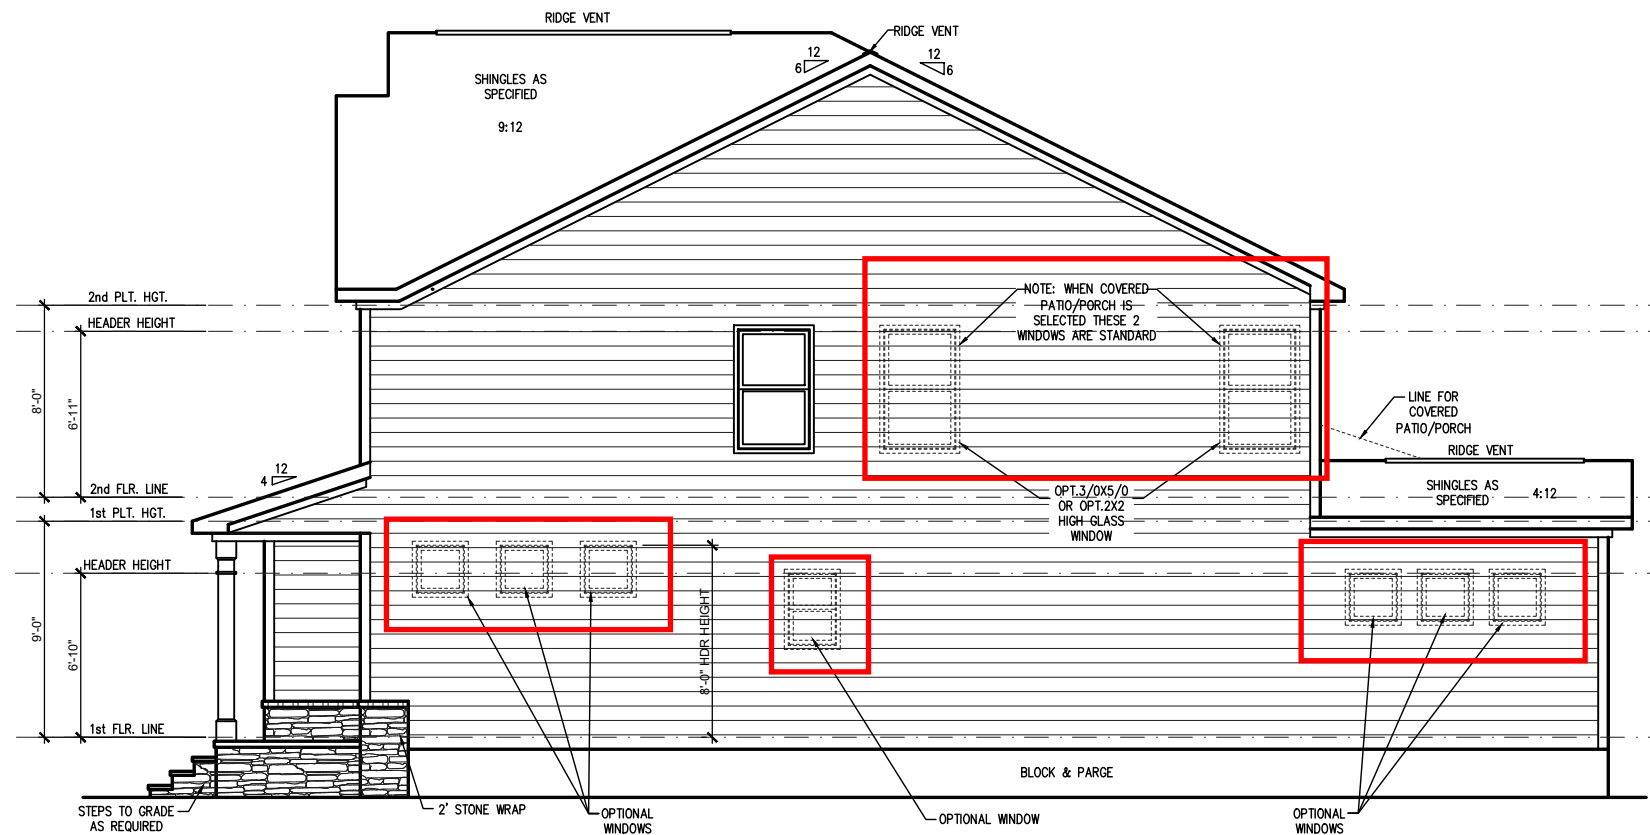 RIDGE VENT
RIDGE VENT
12
6
12
6
SHINGLES AS
SPECIFIED
9:12
2nd PLT. HGT.
HEADER HEIGHT
NOTE: WHEN COVERED
PATIO/PORCH IS
SELECTED THESE 2
WINDOWS ARE STANDARD
8'-0"
6'-11"
LINE FOR
COVERED
PATIO/PORCH
RIDGE VENT
12
4
2nd FLR. LINE
1st PLT. HGT.
OPT.3/0X5/0
OR OPT.2X2
HIGH GLASS
WINDOW
SHINGLES AS
SPECIFIED
4:12
HEADER HEIGHT
9'-0"
6'-10"
8'-0" HDR HEIGHT
1st FLR. LINE
BLOCK & PARGE
STEPS TO GRADE
AS REQUIRED
2' STONE WRAP
OPTIONAL
WINDOWS
OPTIONAL WINDOW
OPTIONAL
WINDOWS